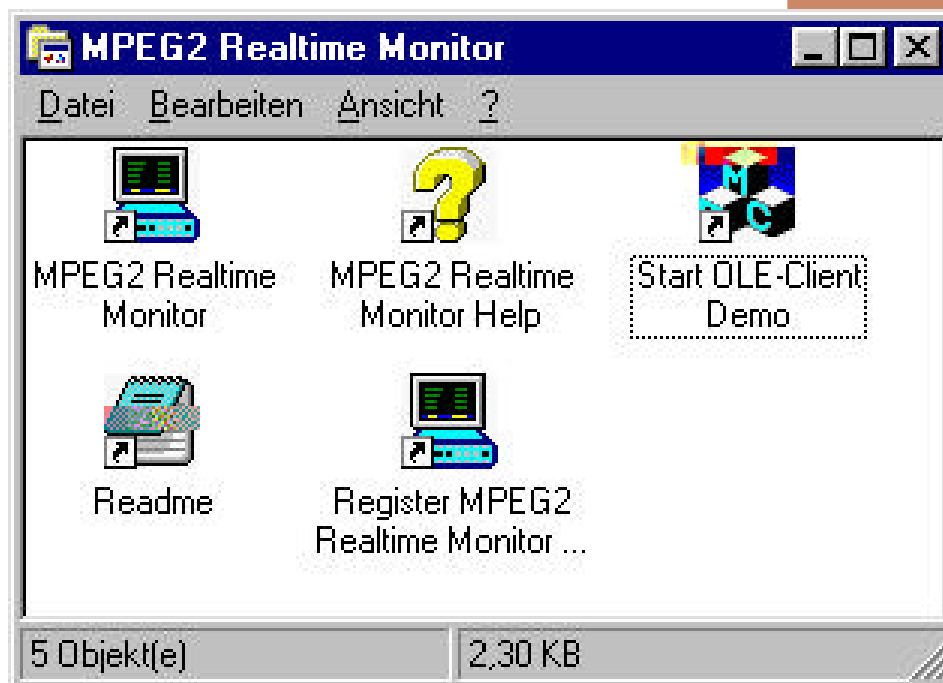 MPEG2 Realtime Monitor
Datei Bearbeiten Ansicht ?
MPEG2 Realtime
Monitor
MPEG2 Realtime
Monitor Help
Start OLE-Client
Demo
Readme
Register MPEG2
Realtime Monitor ...
5 Objekt(e)
2,30 KB